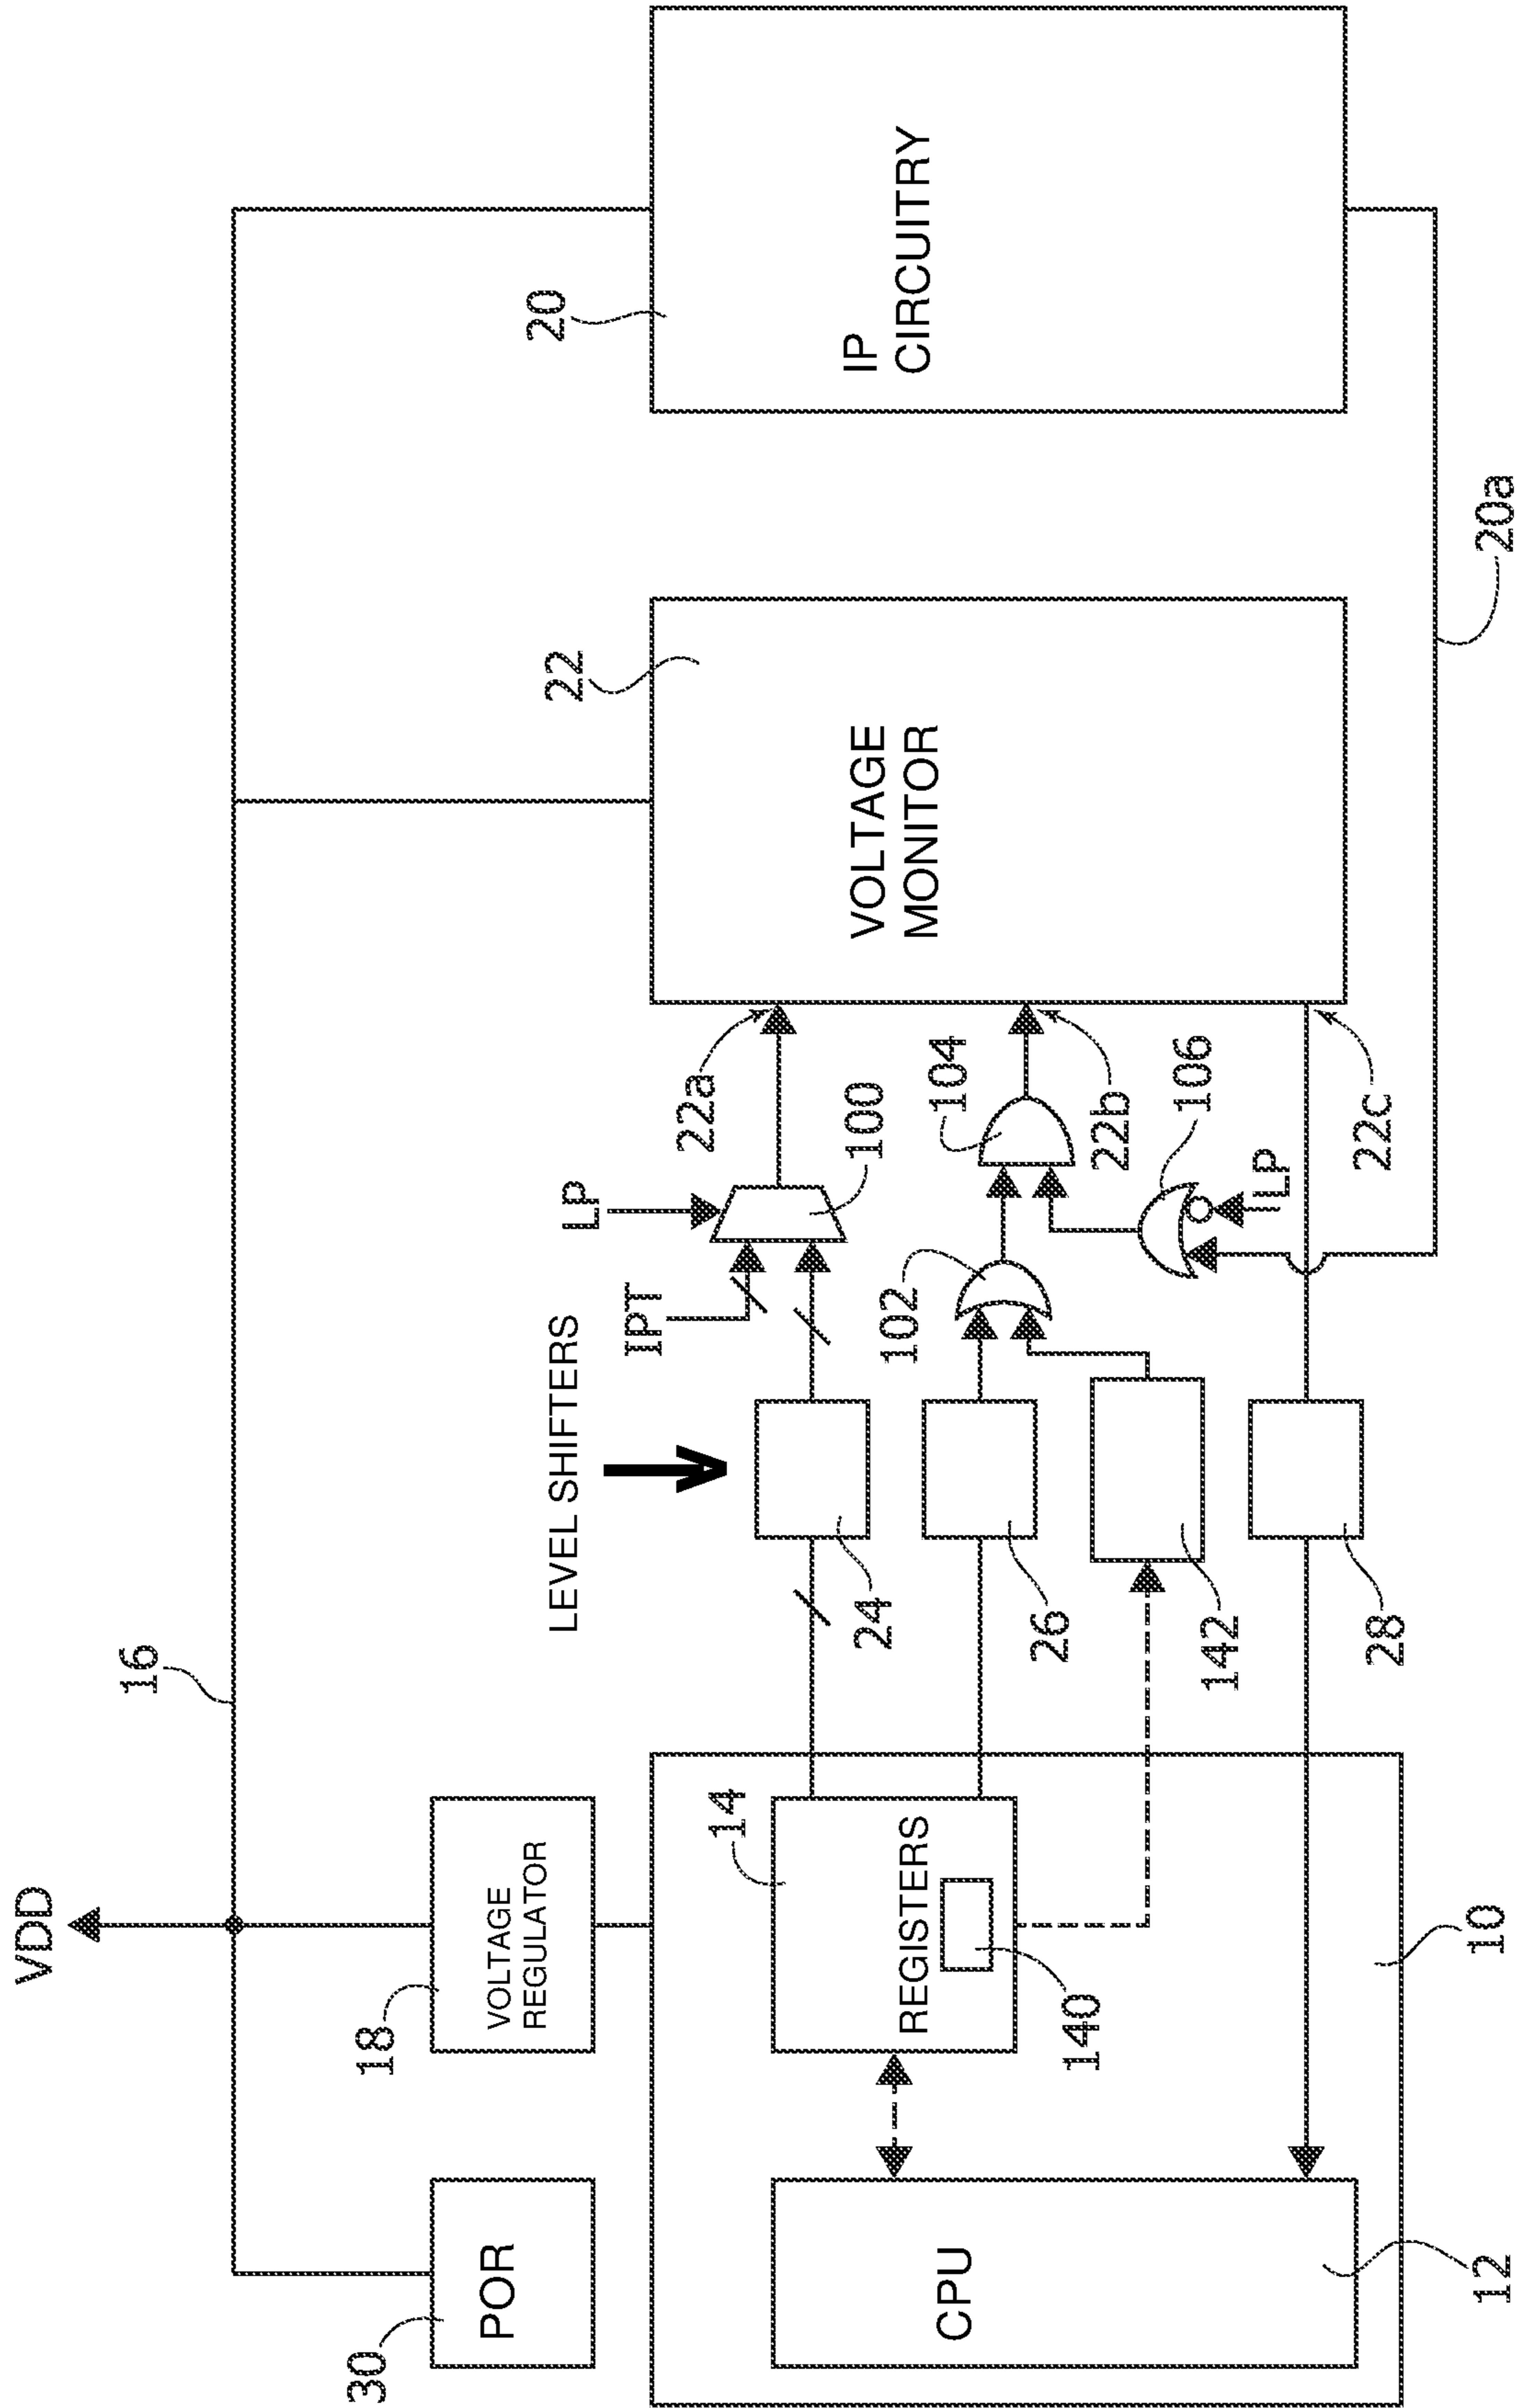 VDD
16
18
VOLTAGE
REGULATOR
30
POR
LEVEL SHIFTERS
LP
IPT
22a
100
22
20
14
REGISTERS
140
CPU
12
10
24
26
142
28
102
104
22b
106
LP
22c
VOLTAGE
MONITOR
IP
CIRCUITRY
20a